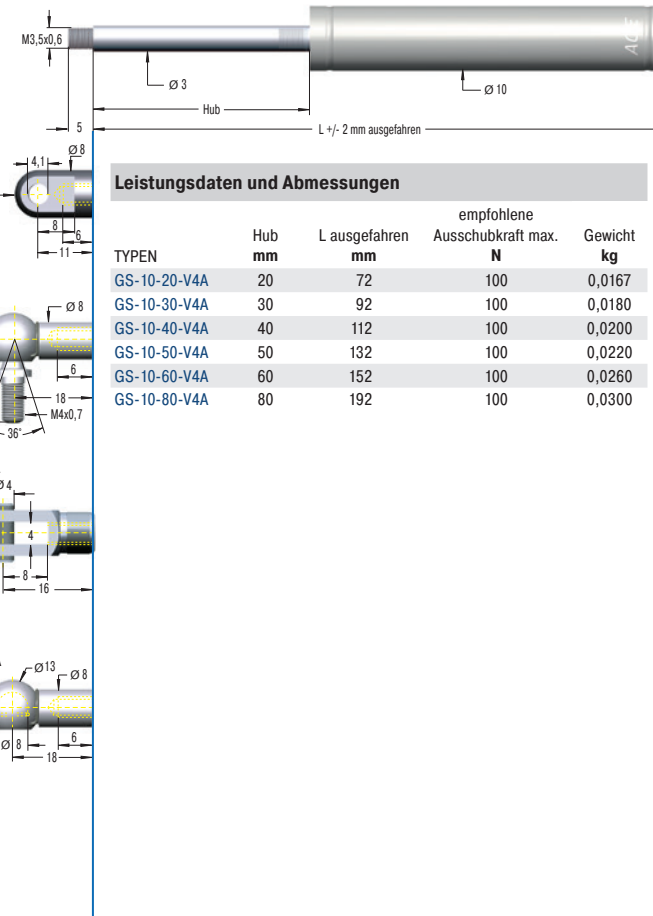 M3,5x0,6
ACE
Ø 3
Ø 10
Hub
5
L +/- 2 mm ausgefahren
4,1
Ø 8
8
6
11
Leistungsdaten und Abmessungen
TYPEN Hub mm L ausgefahren mm empfohlene Ausschubkraft max. N Gewicht kg
GS-10-20-V4A 20 72 100 0,0167
GS-10-30-V4A 30 92 100 0,0180
GS-10-40-V4A 40 112 100 0,0200
GS-10-50-V4A 50 132 100 0,0220
GS-10-60-V4A 60 152 100 0,0260
GS-10-80-V4A 80 192 100 0,0300
Ø 8
6
18
M4x0,7
36°
Ø 4
4
8
16
Ø 13
Ø 8
Ø 8
6
18